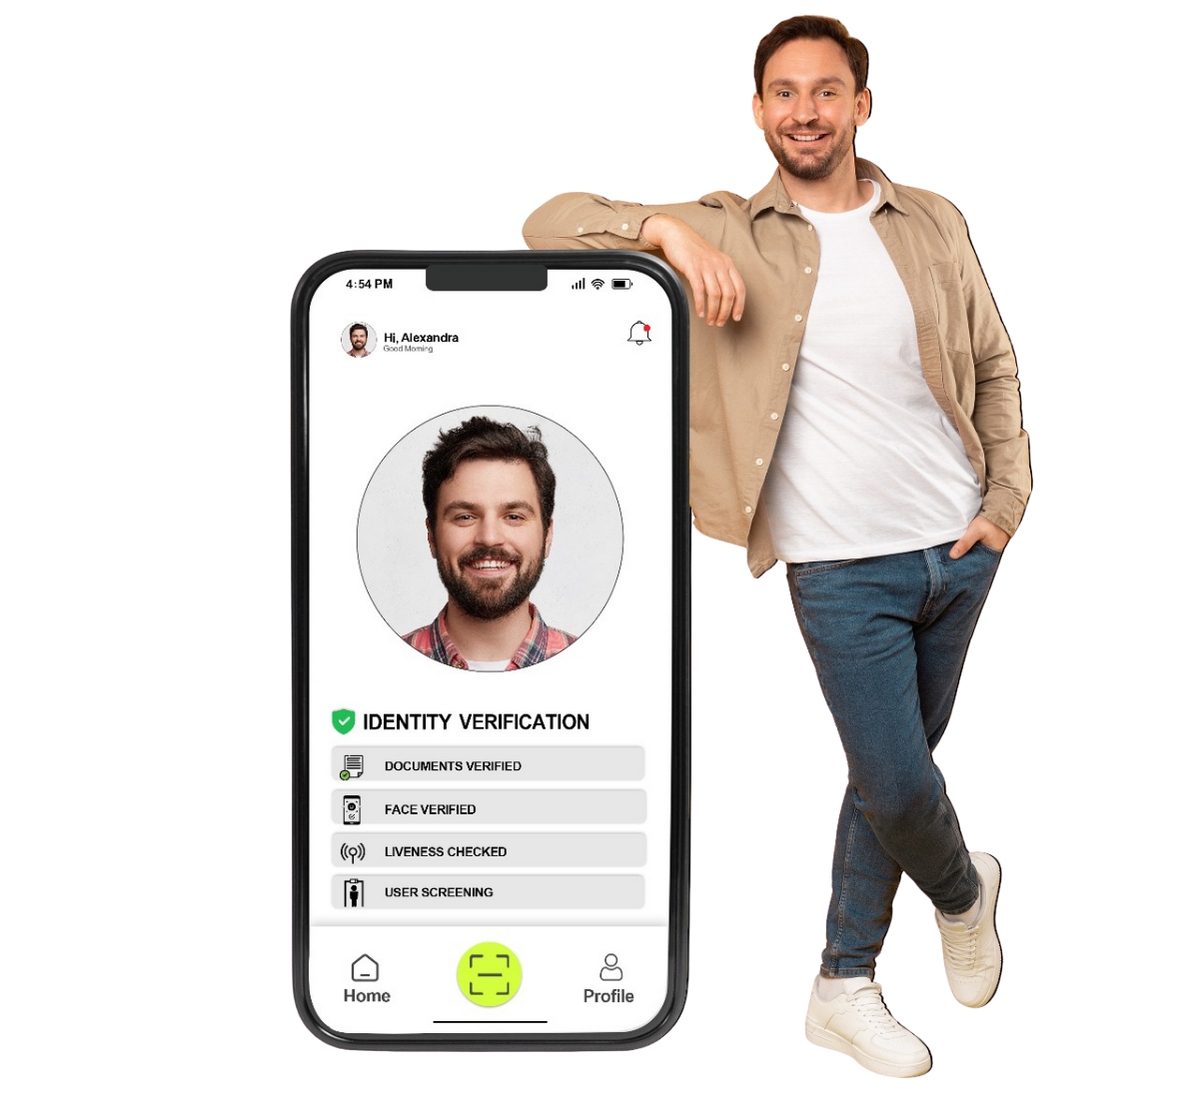 4:54 PM
Hi, Alexandra
Good Morning
IDENTITY VERIFICATION
DOCUMENTS VERIFIED
FACE VERIFIED
LIVENESS CHECKED
USER SCREENING
Home
Profile